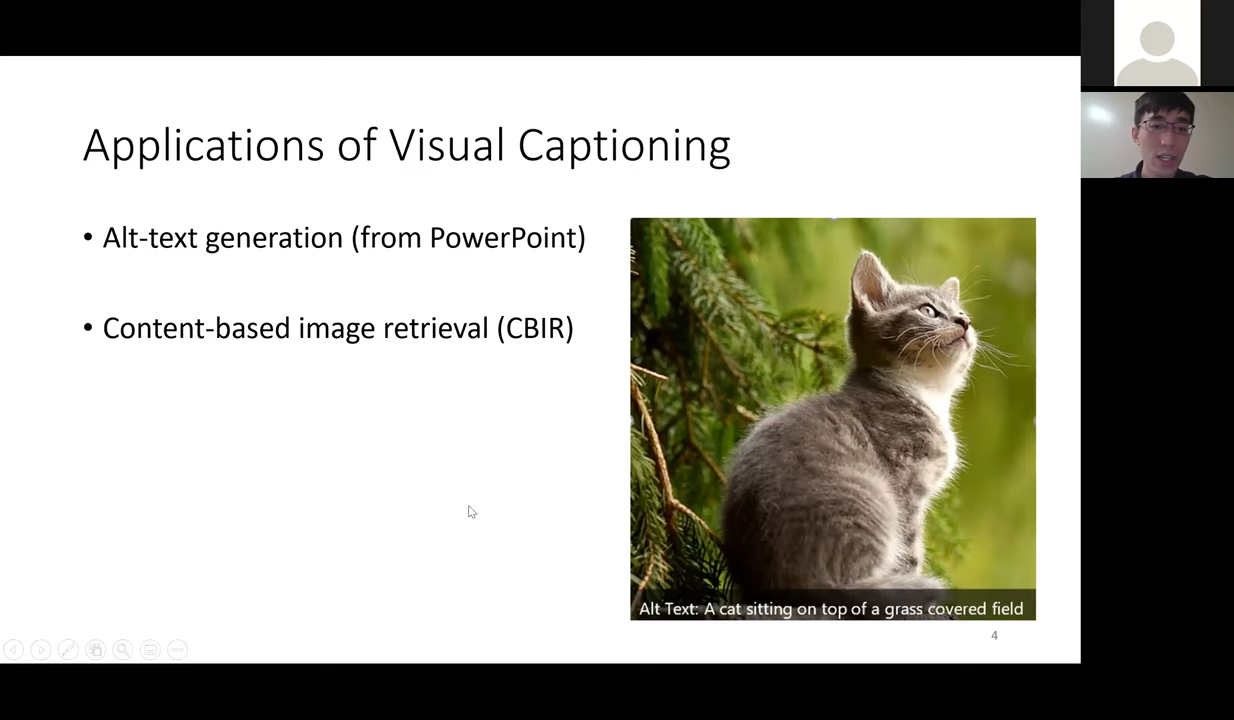 Applications of Visual Captioning
• Alt-text generation (from PowerPoint)
• Content-based image retrieval (CBIR)
Alt Text: A cat sitting on top of a grass covered field
4